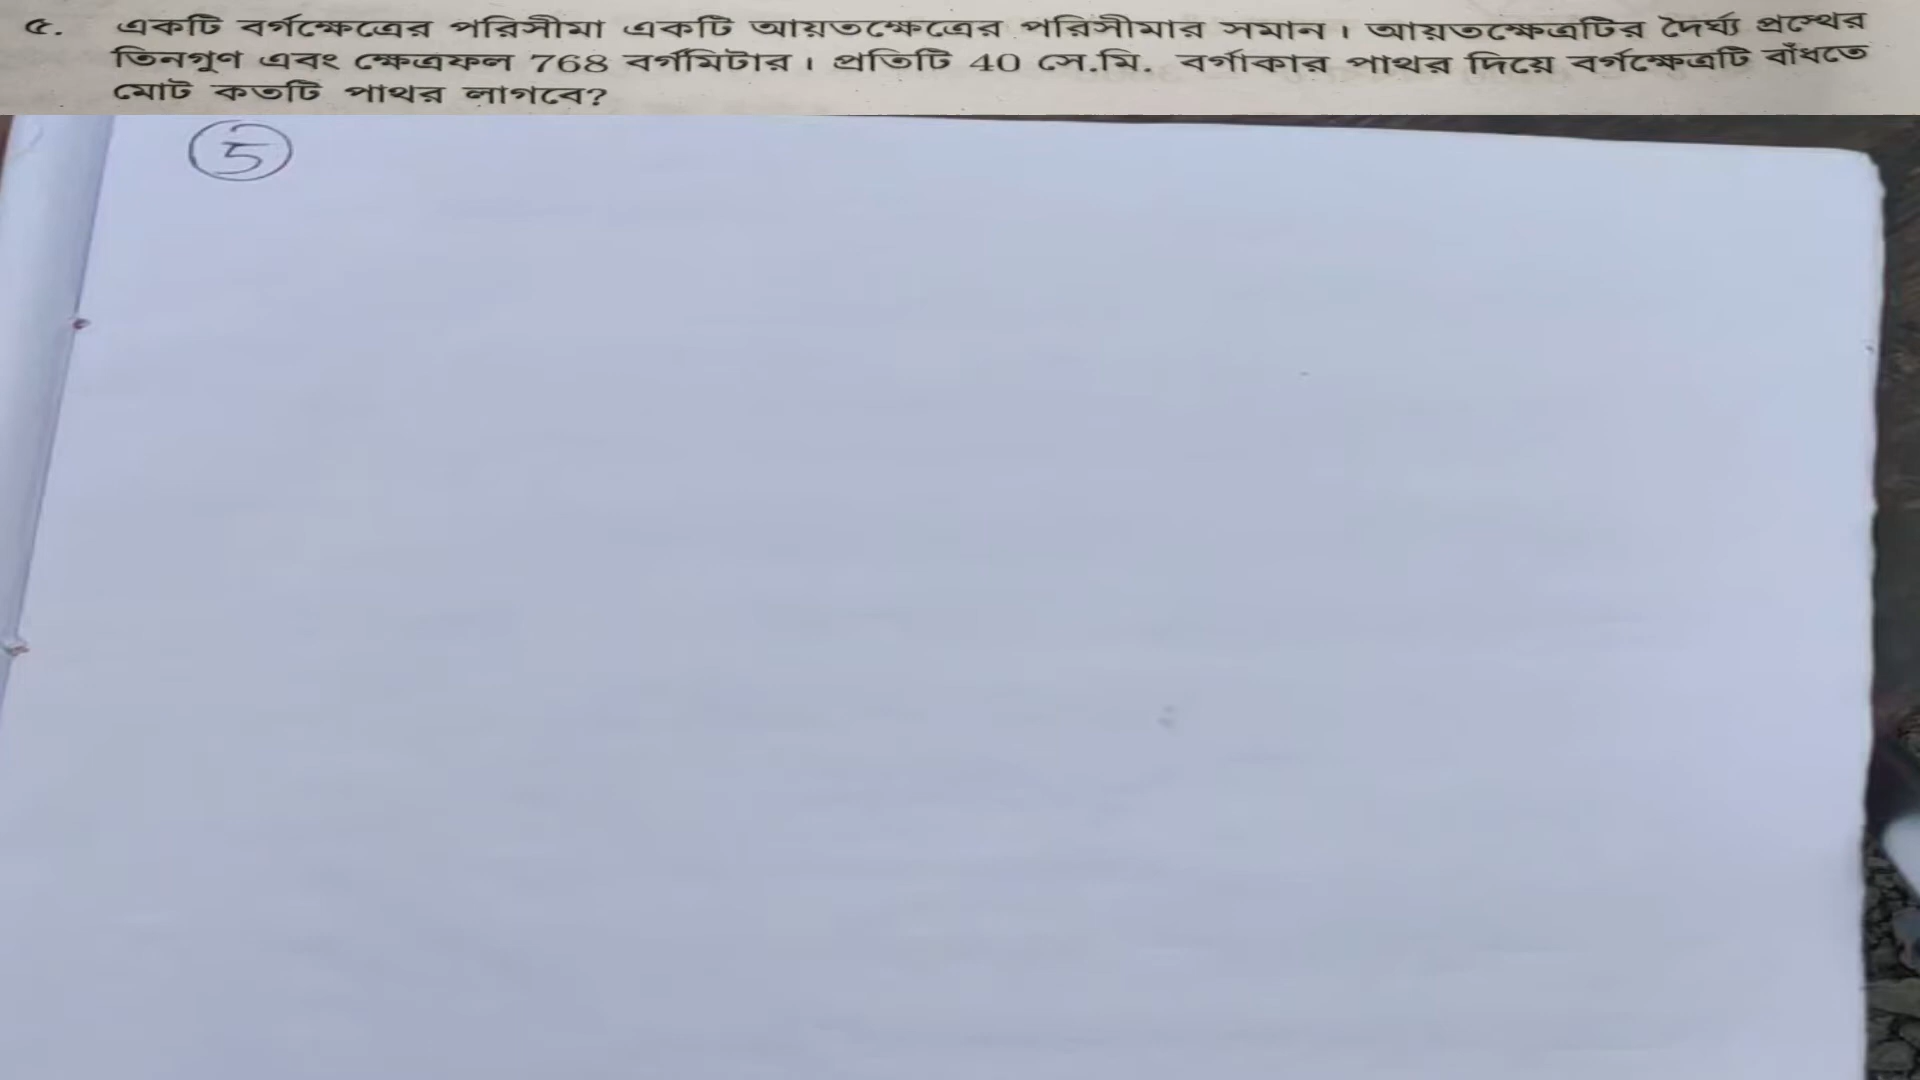 ৫. একটি বর্গক্ষেত্রের পরিসীমা একটি আয়তক্ষেত্রের পরিসীমার সমান। আয়তক্ষেত্রটির দৈর্ঘ্য প্রস্থের
তিনগুণ এবং ক্ষেত্রফল 768 বর্গমিটার। প্রতিটি 40 সে.মি. বর্গাকার পাথর দিয়ে বর্গক্ষেত্রটি বাঁধতে
মোট কতটি পাথর লাগবে?
5